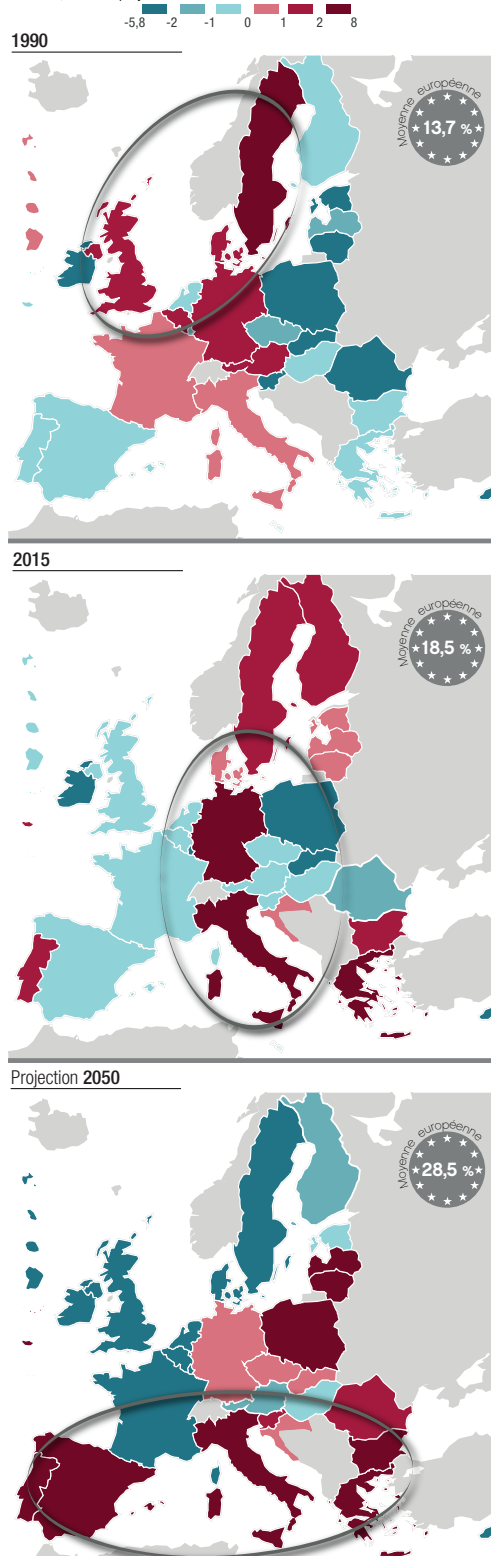 -5,8 -2 -1 0 1 2 8
1990
Moyenne européenne
13,7 %
2015
Moyenne européenne
18,5 %
Projection 2050
Moyenne européenne
28,5 %